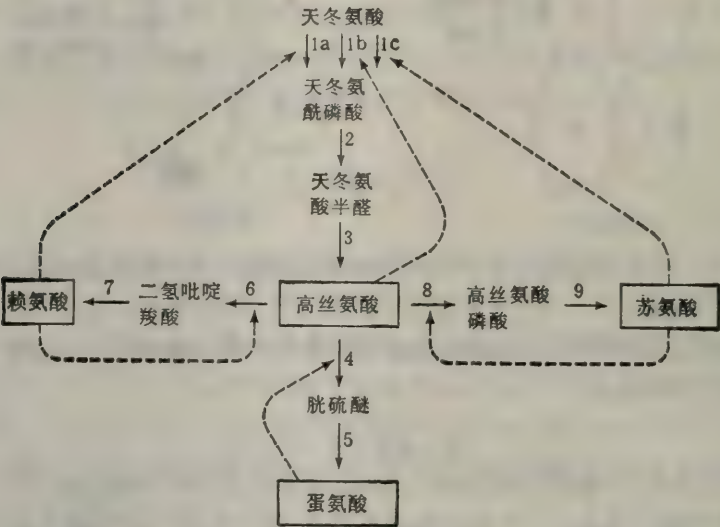 天冬氨酸
1a 1b 1c
天冬氨
酰磷酸
2
天冬氨
酸半醛
3
赖氨酸 7 二氢吡啶
羧酸 6 高丝氨酸 8 高丝氨酸
磷酸 9 苏氨酸
4
胱硫醚
5
蛋氨酸